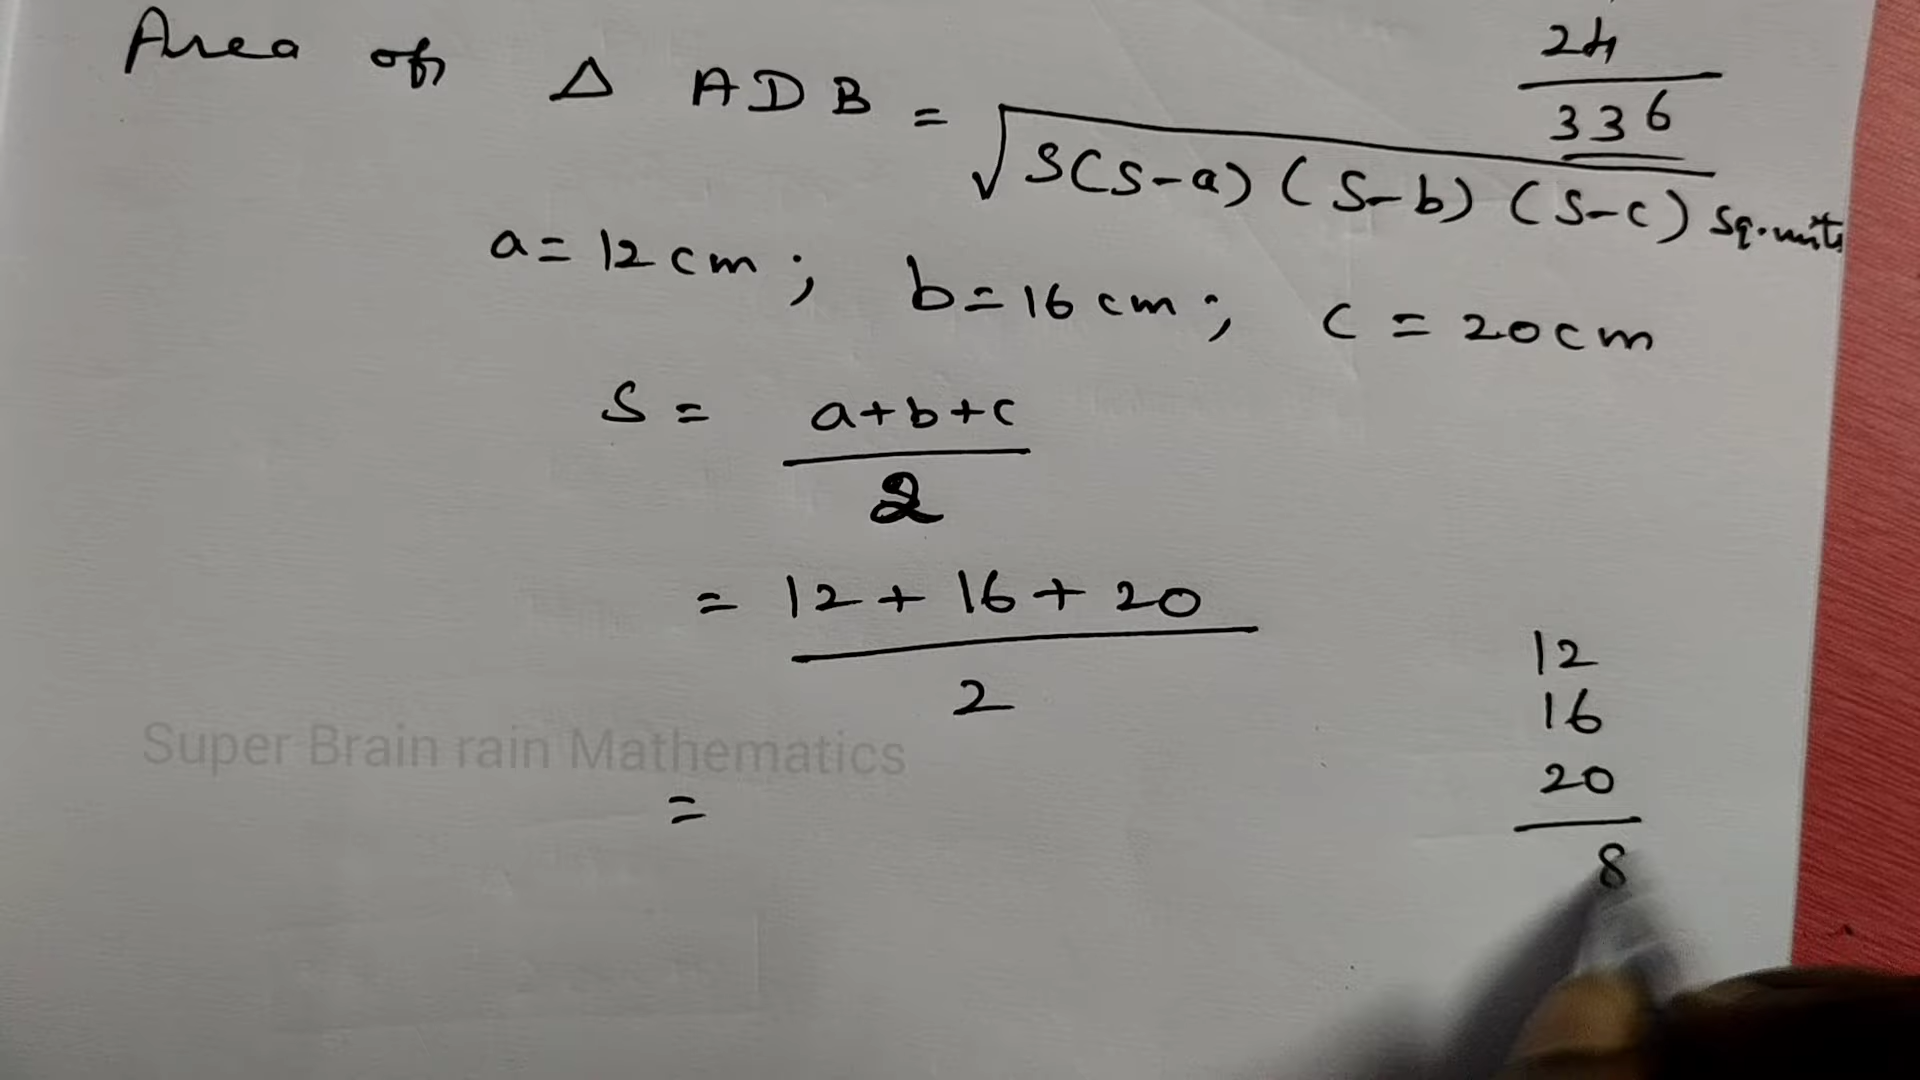 24
336
Area of Δ ADB = √S(S-a) (S-b) (S-c) Sq.units
a = 12 cm ; b = 16 cm ; c = 20 cm
S = a+b+c
2
= 12 + 16 + 20
2
=
12
16
20
8
Super Brain rain Mathematics